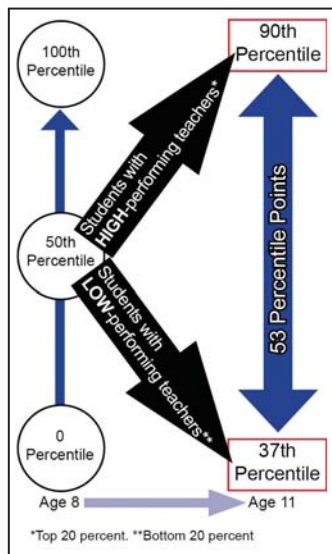 100th
Percentile
90th
Percentile
Students with
HIGH-performing teachers*
50th
Percentile
53 Percentile Points
Students with
LOW-performing teachers**
0
Percentile
37th
Percentile
Age 8
Age 11
*Top 20 percent. **Bottom 20 percent